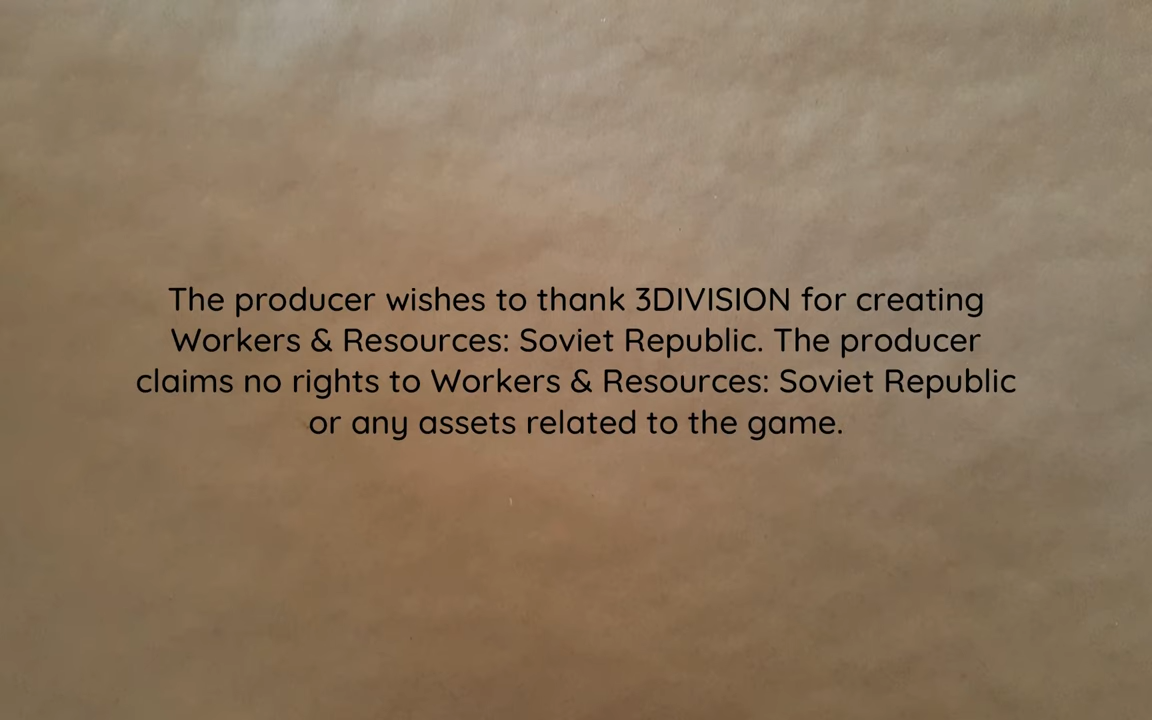 The producer wishes to thank 3DIVISION for creating
Workers & Resources: Soviet Republic. The producer
claims no rights to Workers & Resources: Soviet Republic
or any assets related to the game.